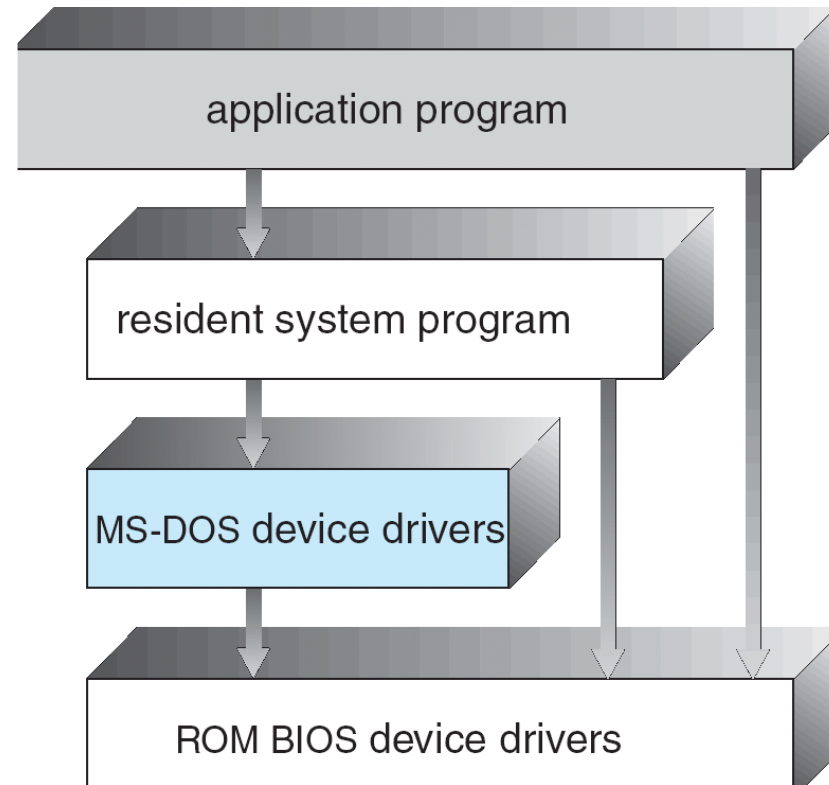 application program
resident system program
MS-DOS device drivers
ROM BIOS device drivers